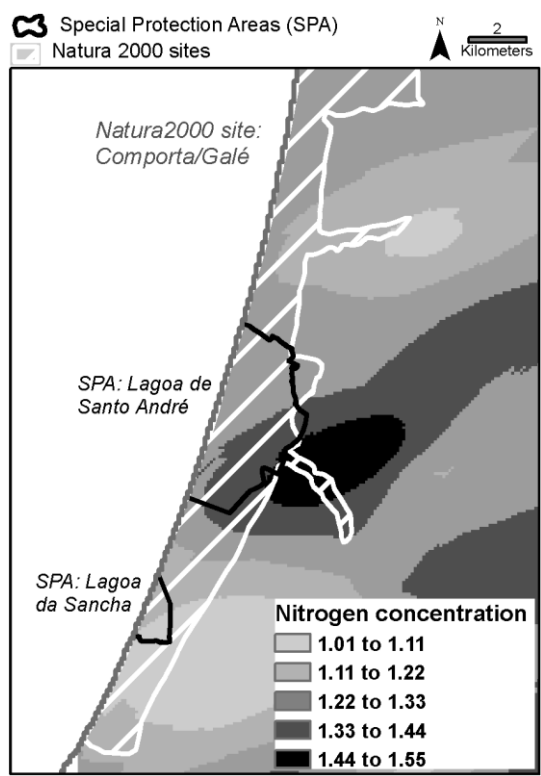 Special Protection Areas (SPA)
Natura 2000 sites
N
2
Kilometers
Natura2000 site:
Comporta/Galé
SPA: Lagoa de
Santo André
SPA: Lagoa
da Sancha
Nitrogen concentration
1.01 to 1.11
1.11 to 1.22
1.22 to 1.33
1.33 to 1.44
1.44 to 1.55